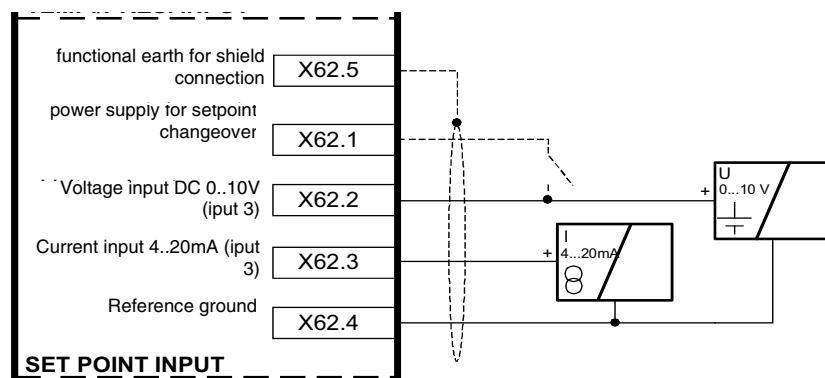 functional earth for shield
connection
X62.5
power supply for setpoint
changeover
X62.1
Voltage input DC 0..10V
(iput 3)
X62.2
Current input 4..20mA (iput
3)
X62.3
Reference ground
X62.4
SET POINT INPUT
+
U
0...10 V
+
I
4...20mA